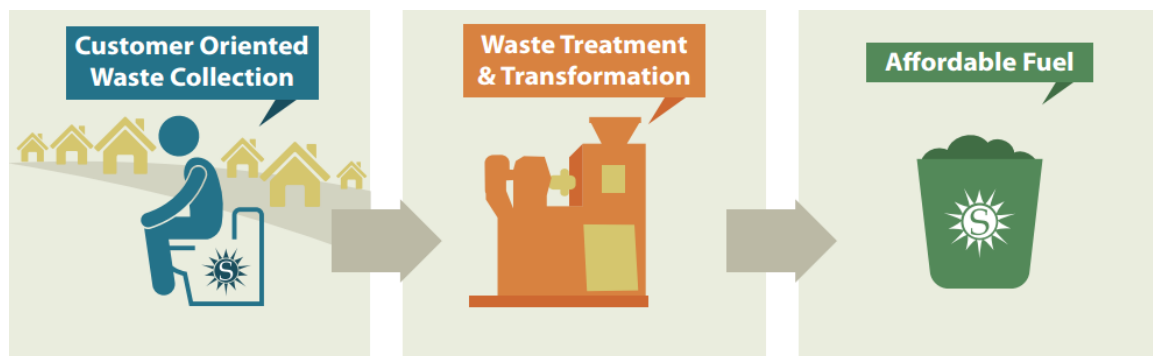 Customer Oriented
Waste Collection
Waste Treatment
& Transformation
Affordable Fuel
S
S